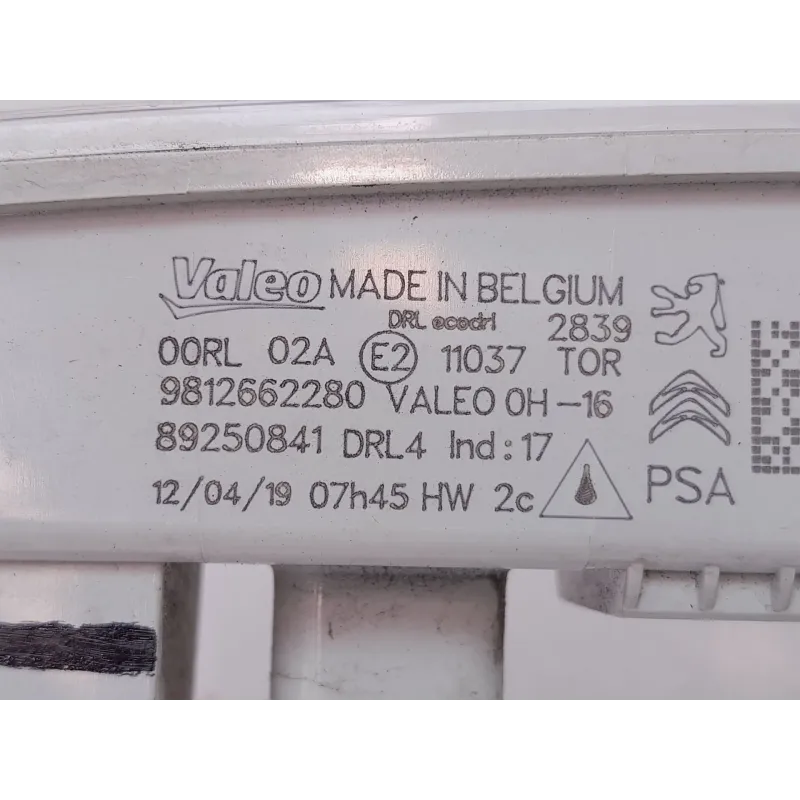 Valeo MADE IN BELGIUM
DRL ecedrl 2839
00RL 02A E2 11037 TOR
9812662280 VALEO 0H-16
89250841 DRL4 Ind: 17
12/04/19 07h45 HW 2c PSA